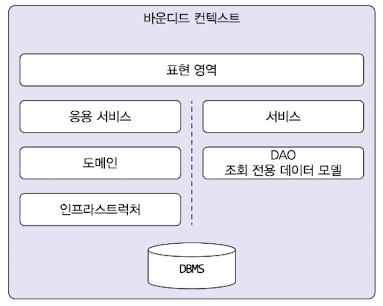 바운디드 컨텍스트
표현 영역
응용 서비스
서비스
도메인
DAO
조회 전용 데이터 모델
인프라스트럭처
DBMS